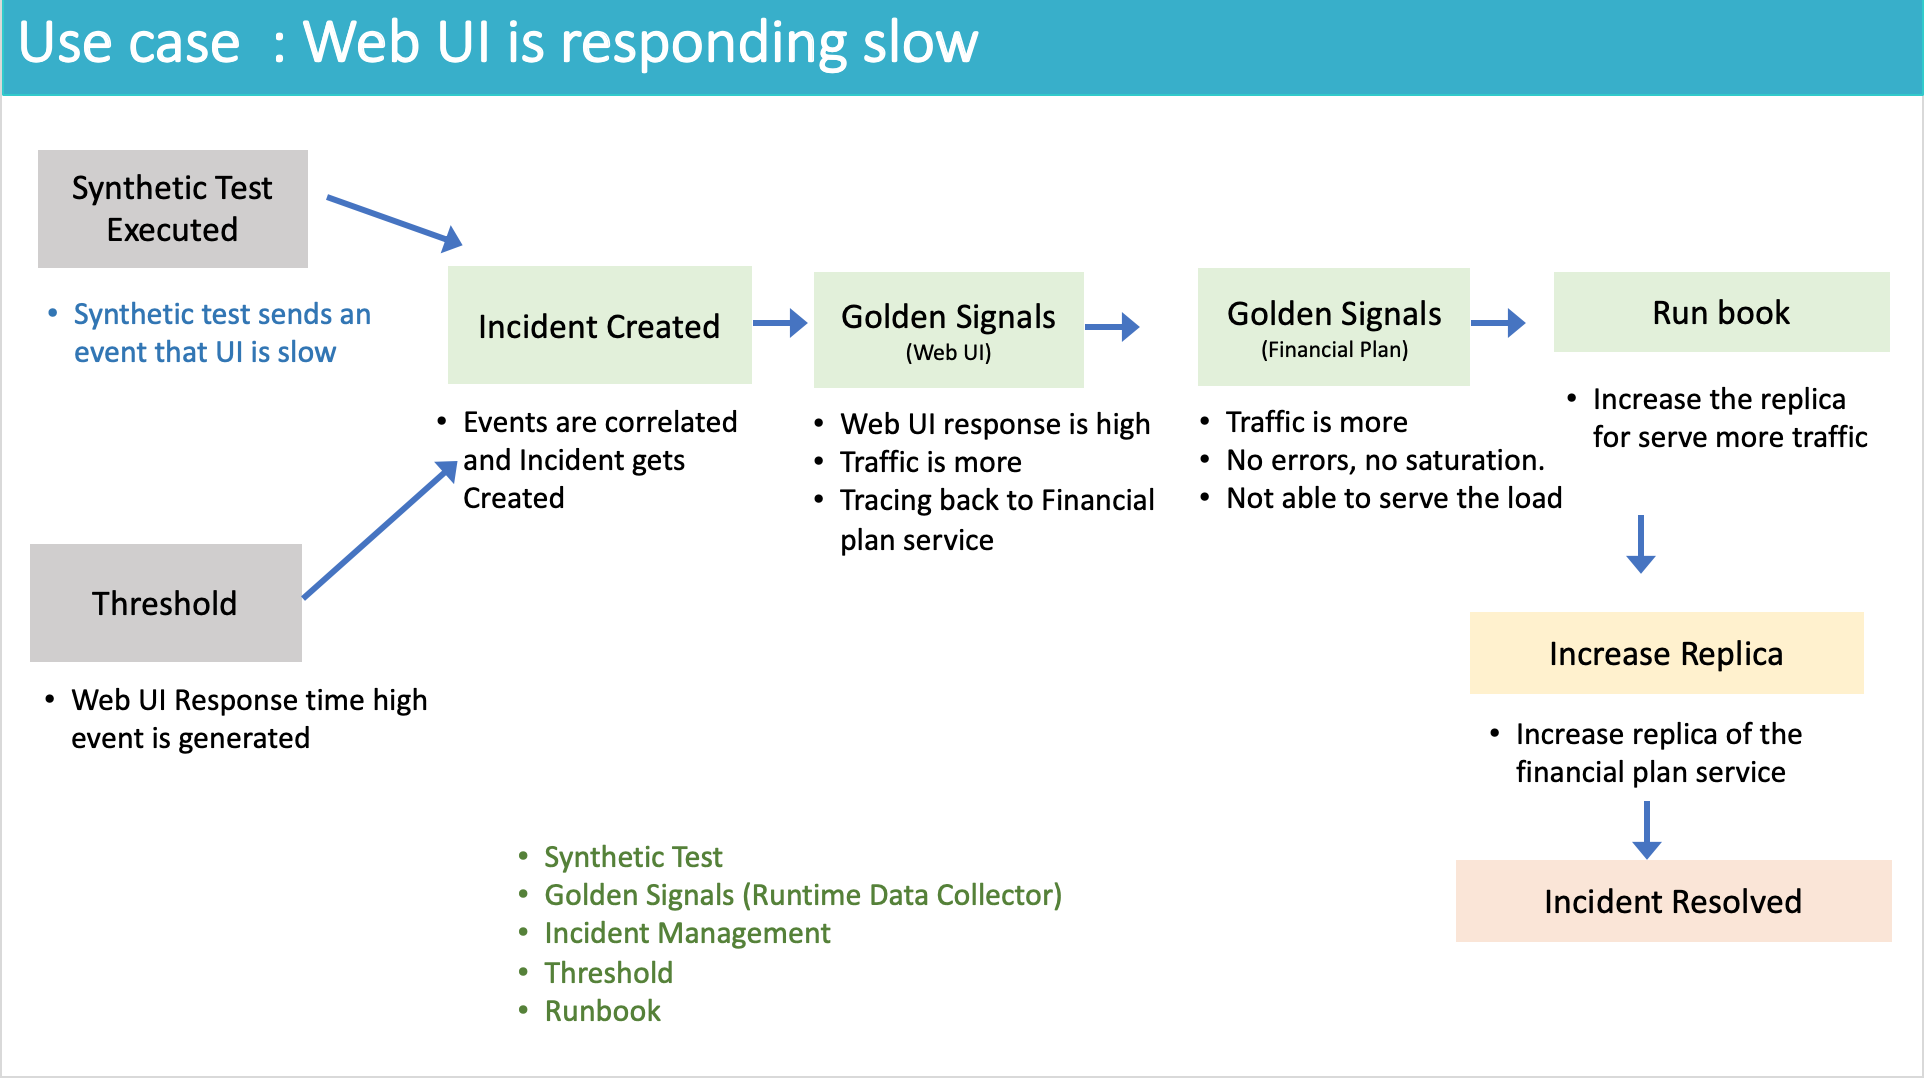 Use case  : Web UI is responding slow
Synthetic Test
Executed
• Synthetic test sends an
event that UI is slow
Threshold
• Web UI Response time high
event is generated
Incident Created
• Events are correlated
and Incident gets
Created
Golden Signals
(Web UI)
• Web UI response is high
• Traffic is more
• Tracing back to Financial
plan service
Golden Signals
(Financial Plan)
• Traffic is more
• No errors, no saturation.
• Not able to serve the load
Run book
• Increase the replica
for serve more traffic
Increase Replica
• Increase replica of the
financial plan service
Incident Resolved
• Synthetic Test
• Golden Signals (Runtime Data Collector)
• Incident Management
• Threshold
• Runbook